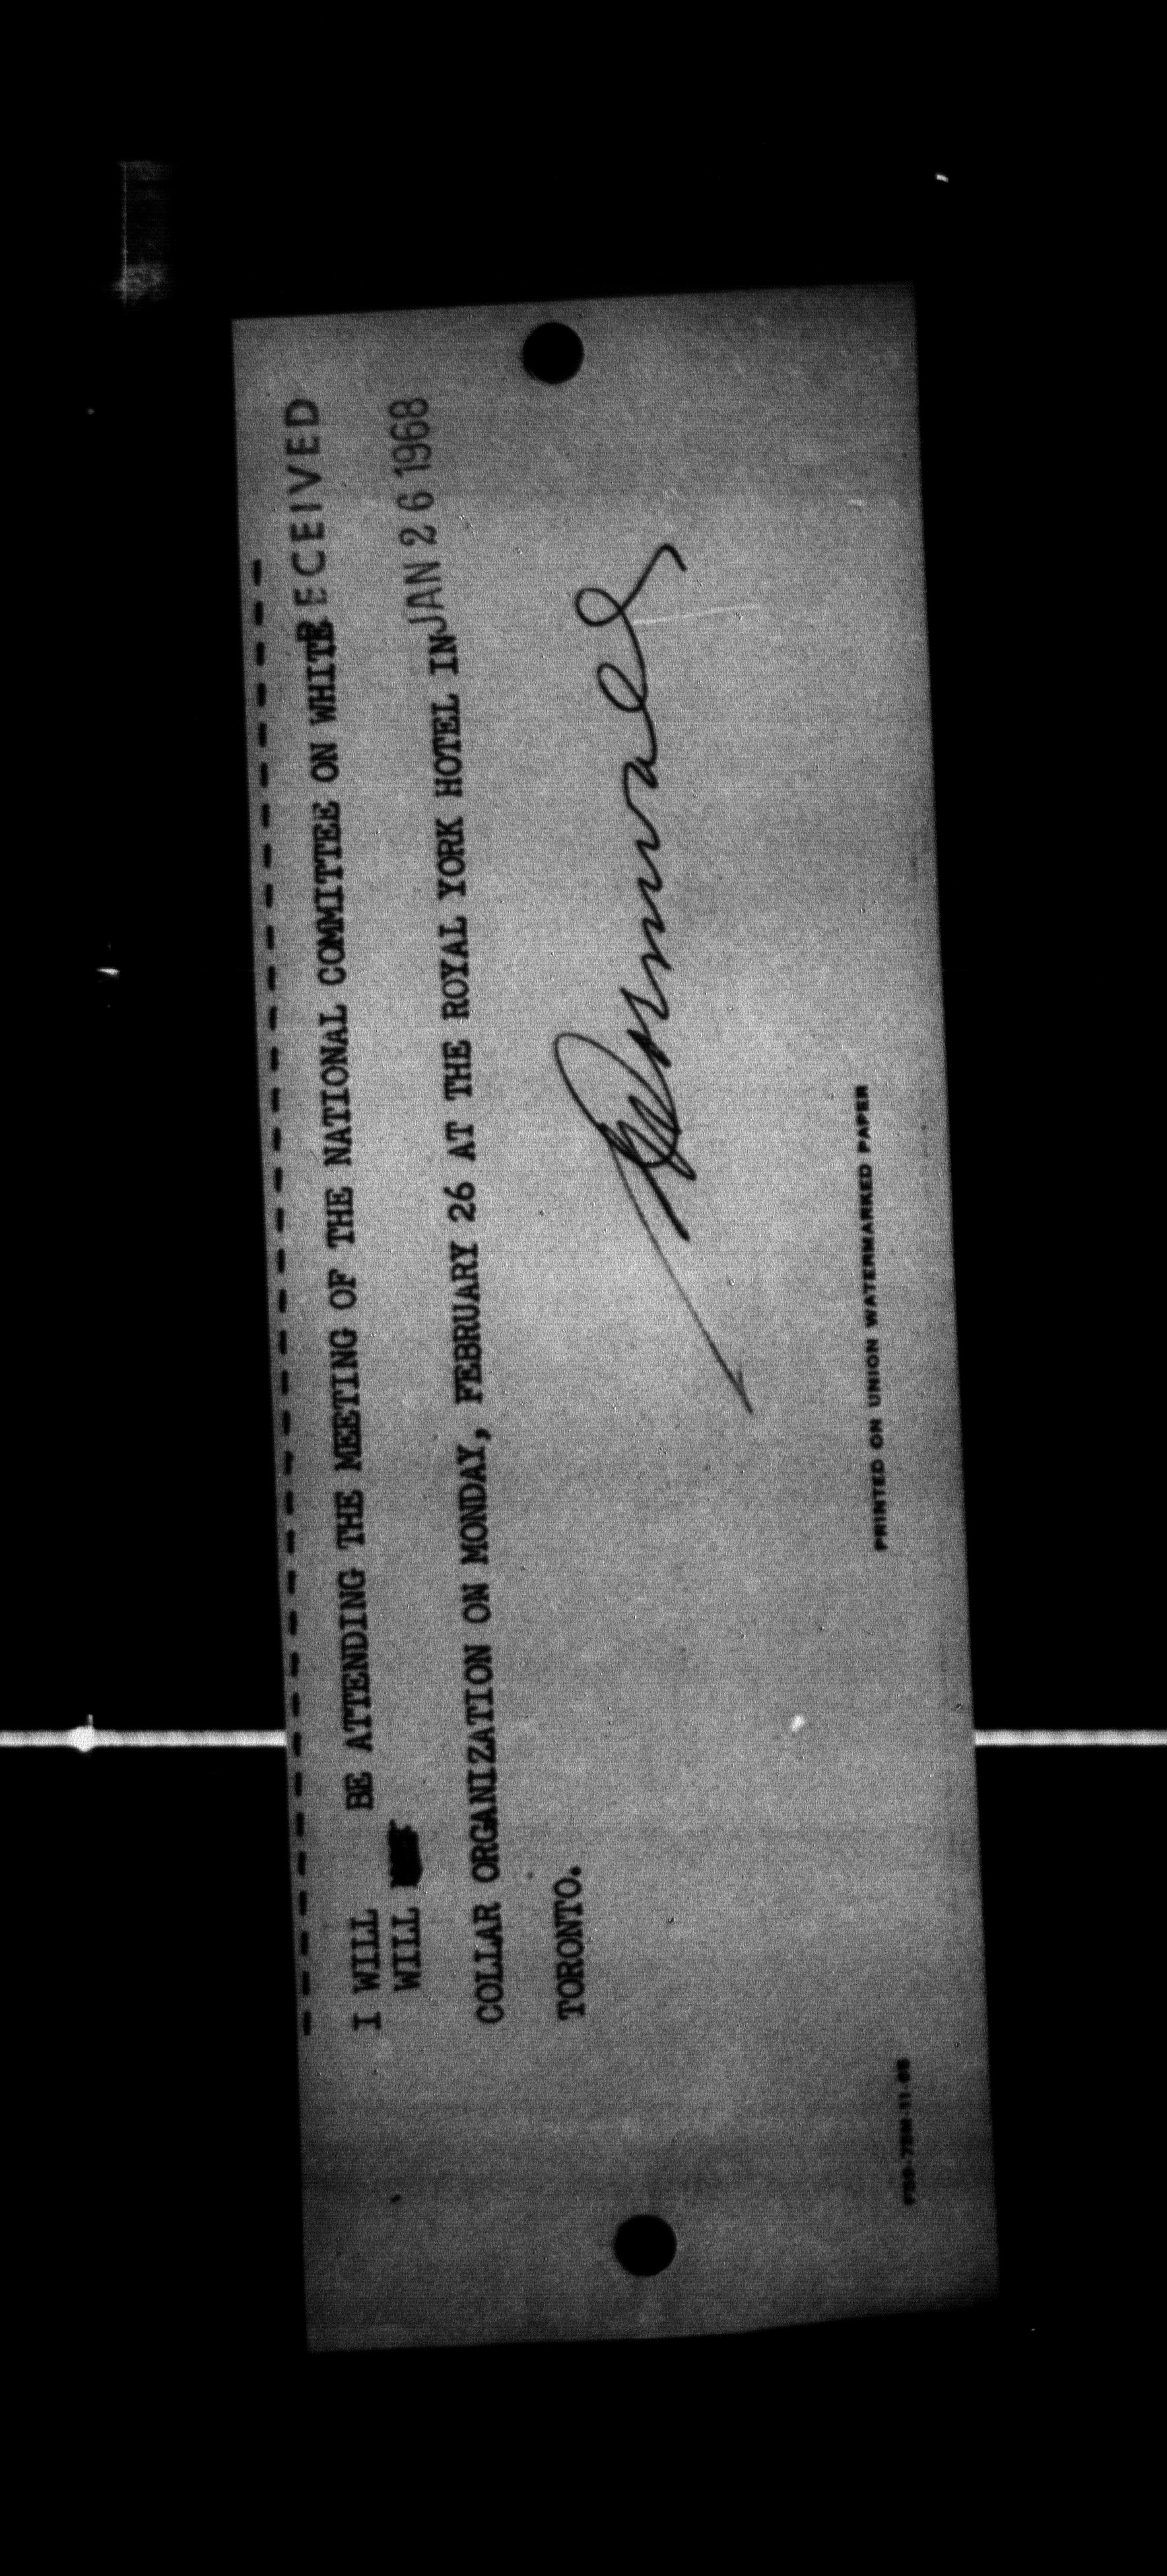 RECEIVED
I WILL BE ATTENDING THE MEETING OF THE NATIONAL COMMITTEE ON WHITE
WILL
JAN 26 1968
COLLAR ORGANIZATION ON MONDAY, FEBRUARY 26 AT THE ROYAL YORK HOTEL IN
TORONTO.
PRINTED ON UNION WATERMARKED PAPER